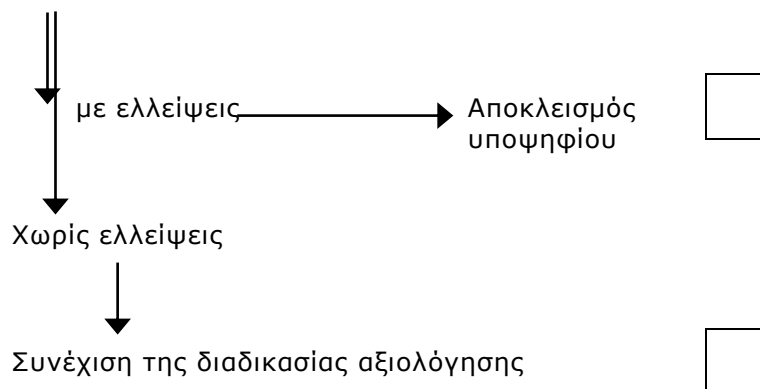 με ελλείψεις
Αποκλεισμός
υποψηφίου
Χωρίς ελλείψεις
Συνέχιση της διαδικασίας αξιολόγησης